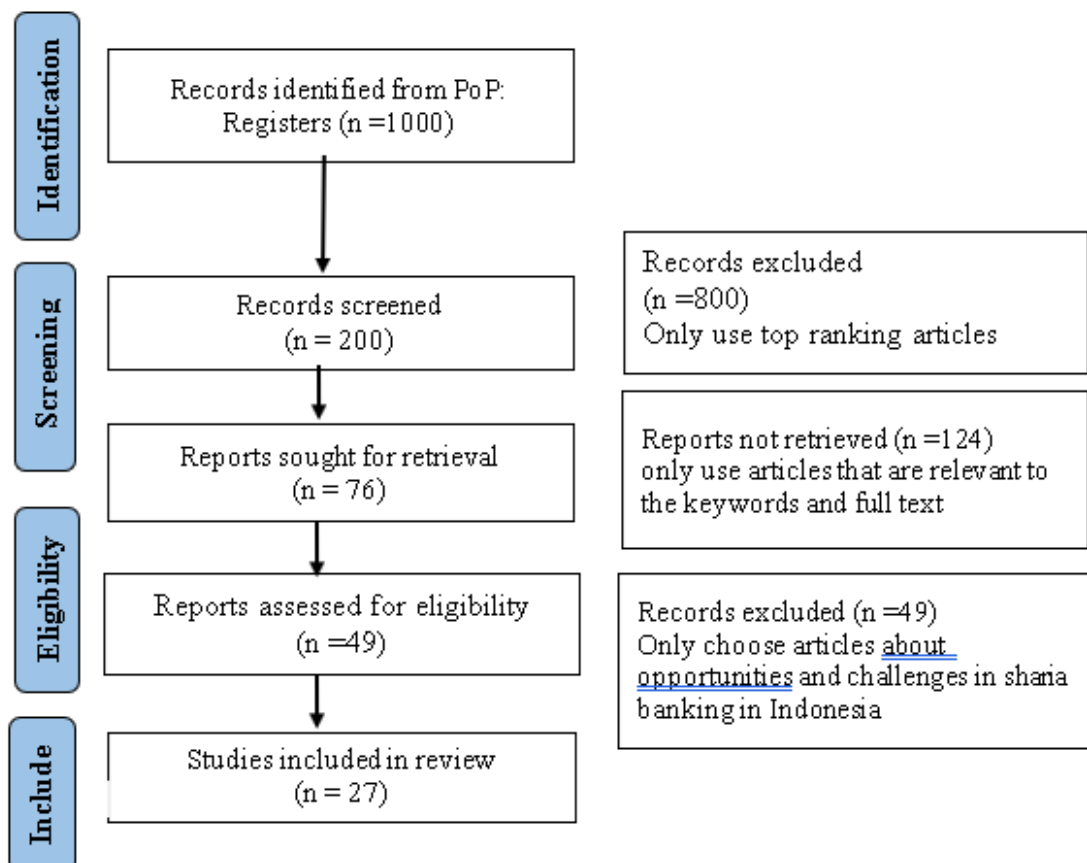 Identification
Records identified from PoP:
Registers (n =1000)
Screening
Records screened
(n = 200)
Records excluded
(n =800)
Only use top ranking articles
Reports sought for retrieval
(n = 76)
Reports not retrieved (n =124)
only use articles that are relevant to
the keywords and full text
Eligibility
Reports assessed for eligibility
(n =49)
Records excluded (n =49)
Only choose articles about
opportunities and challenges in sharia
banking in Indonesia
Include
Studies included in review
(n = 27)